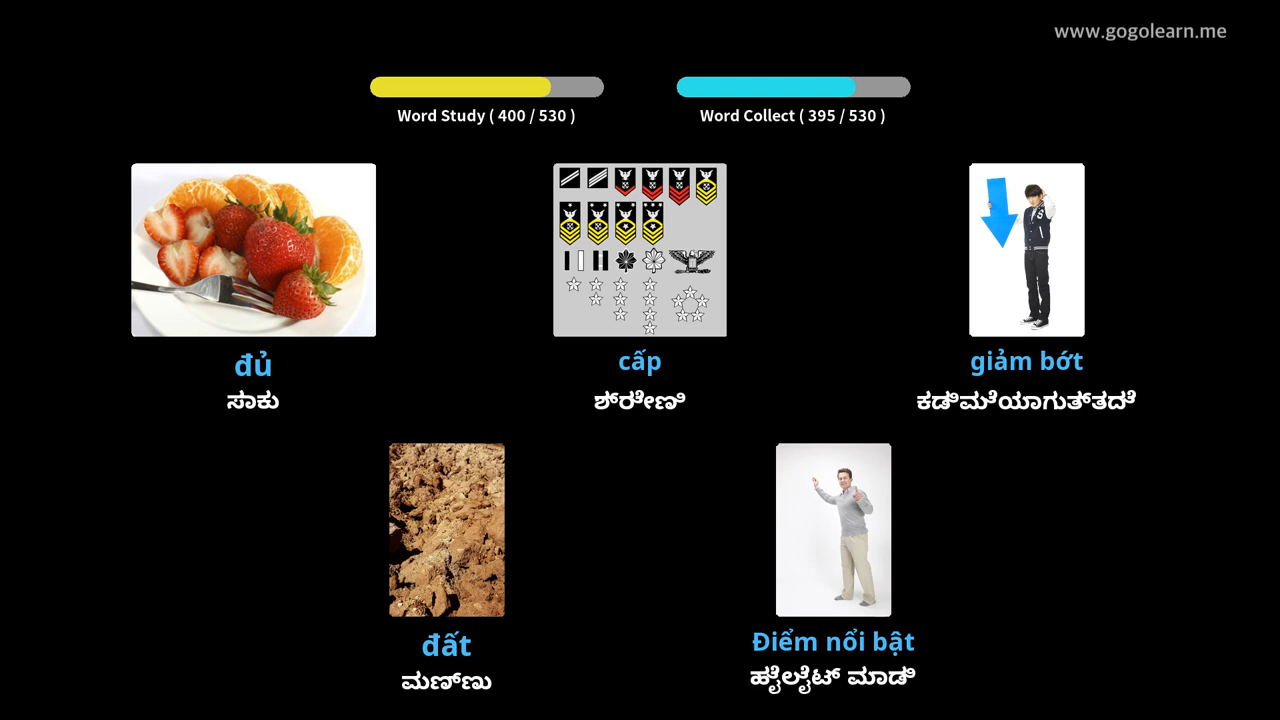 www.gogolearn.me
Word Study ( 400 / 530 )
Word Collect ( 395 / 530 )
đủ
ಸಾಕು
cấp
ಶ್ರೇಣಿ
giảm bớt
ಕಡಿಮೆಯಾಗುತ್ತದೆ
đất
ಮಣ್ಣು
Điểm nổi bật
ಹೈಲೈಟ್ ಮಾಡಿ